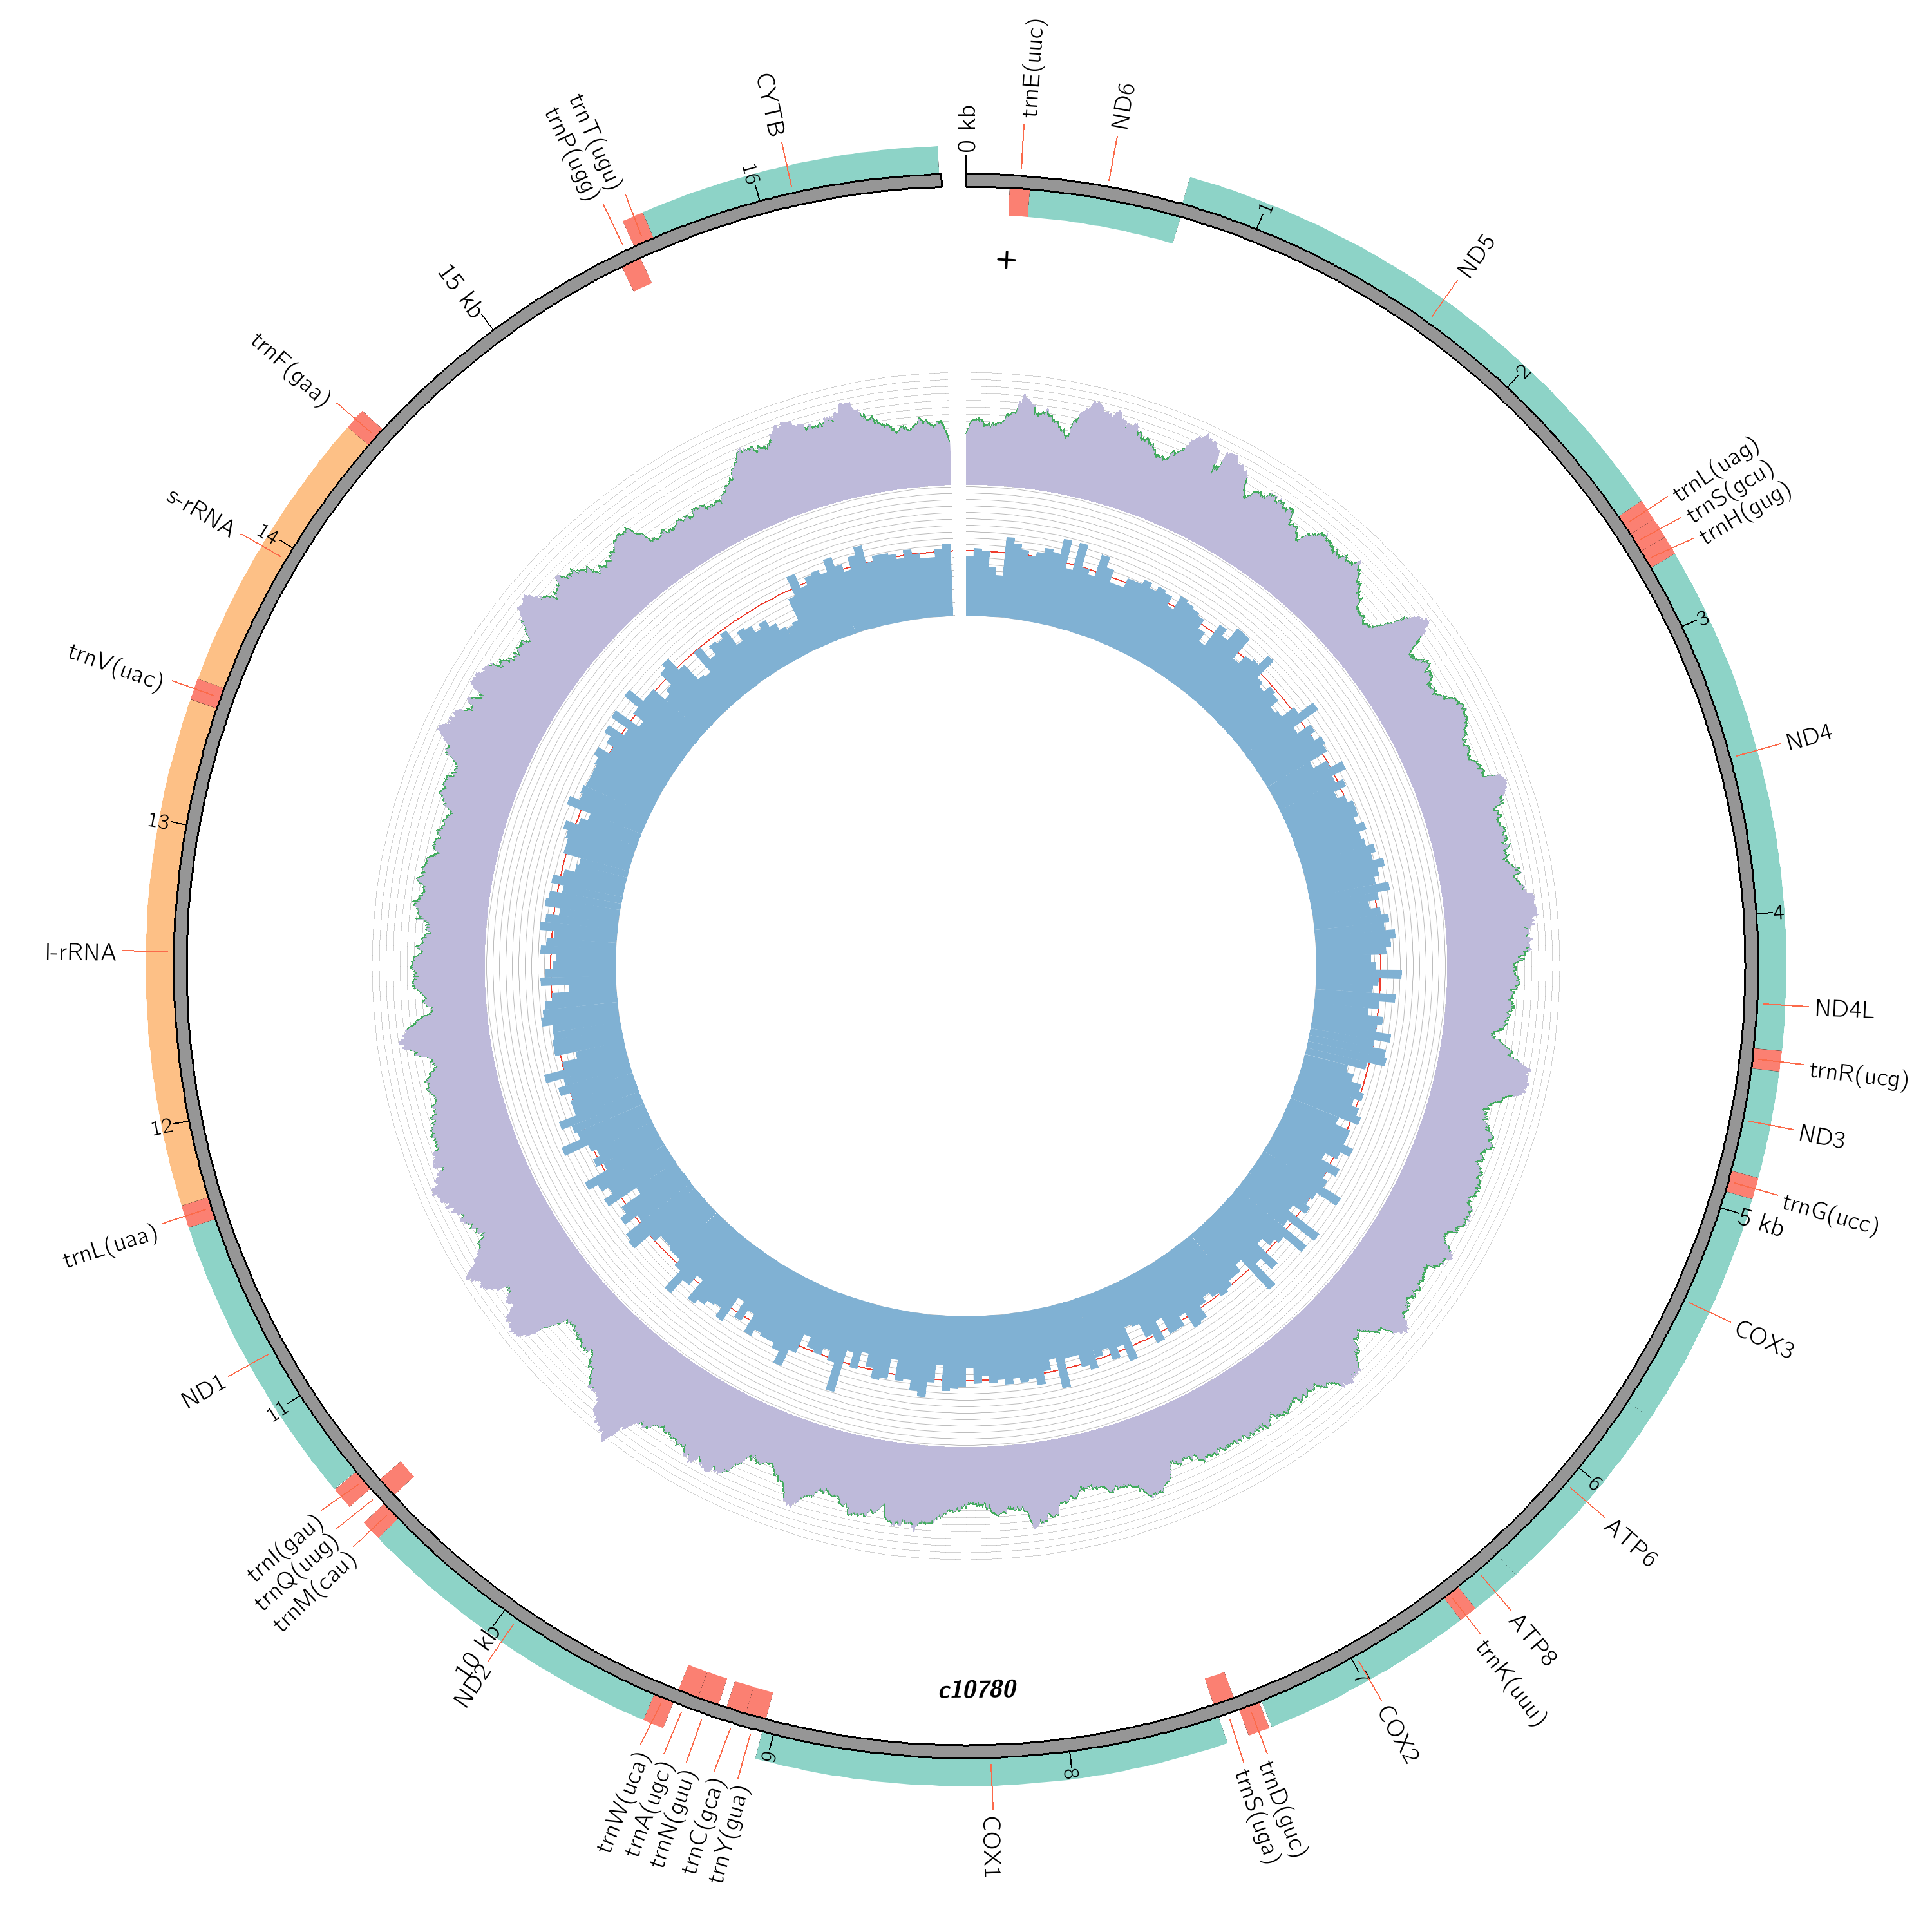 0 kb
trnE(uuc)
ND6
+
1
ND5
2
trnL(uag)
trnS(gcu)
trnH(gug)
3
ND4
4
ND4L
trnR(ucg)
ND3
trnG(ucc)
5 kb
COX3
6
ATP6
ATP8
trnK(uuu)
7
COX2
trnD(guc)
trnS(uga)
8
COX1
c10780
9
trnY(gua)
trnC(gca)
trnN(guu)
trnA(ugc)
trnW(uca)
ND2
10 kb
trnM(cau)
trnQ(uug)
trnI(gau)
11
ND1
trnL(uaa)
12
l-rRNA
13
trnV(uac)
14
s-rRNA
trnF(gaa)
15 kb
trnP(ugg)
trnT(ugu)
16
CYTB